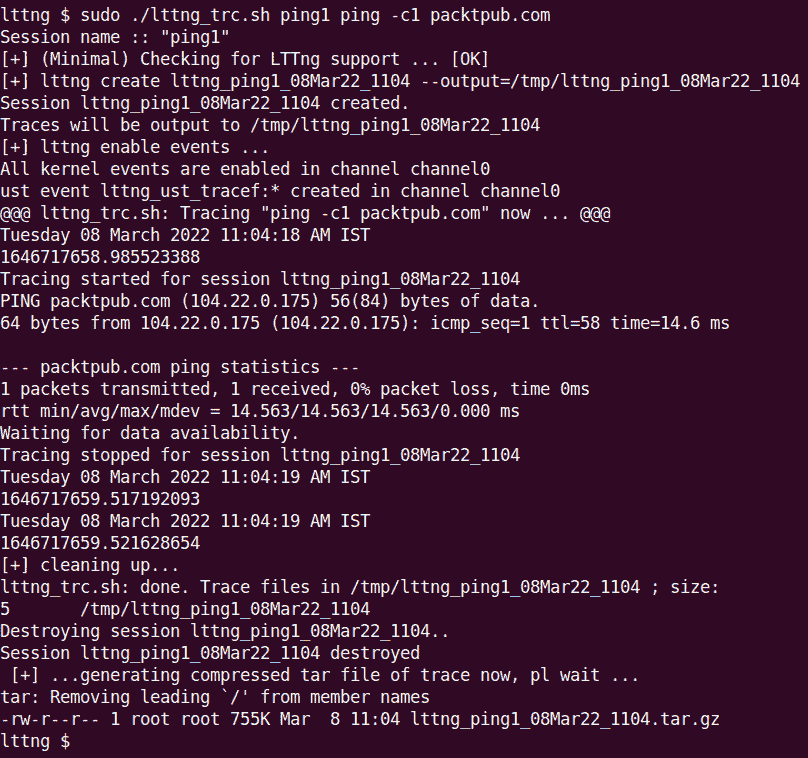 lttng $ sudo ./lttng_trc.sh ping1 ping -c1 packtpub.com
Session name :: "ping1"
[+] (Minimal) Checking for LTTng support ... [OK]
[+] lttng create lttng_ping1_08Mar22_1104 --output=/tmp/lttng_ping1_08Mar22_1104
Session lttng_ping1_08Mar22_1104 created.
Traces will be output to /tmp/lttng_ping1_08Mar22_1104
[+] lttng enable events ...
All kernel events are enabled in channel channel0
ust event lttng_ust_tracef:* created in channel channel0
@@@ lttng_trc.sh: Tracing "ping -c1 packtpub.com" now ... @@@
Tuesday 08 March 2022 11:04:18 AM IST
1646717658.985523388
Tracing started for session lttng_ping1_08Mar22_1104
PING packtpub.com (104.22.0.175) 56(84) bytes of data.
64 bytes from 104.22.0.175 (104.22.0.175): icmp_seq=1 ttl=58 time=14.6 ms

--- packtpub.com ping statistics ---
1 packets transmitted, 1 received, 0% packet loss, time 0ms
rtt min/avg/max/mdev = 14.563/14.563/14.563/0.000 ms
Waiting for data availability.
Tracing stopped for session lttng_ping1_08Mar22_1104
Tuesday 08 March 2022 11:04:19 AM IST
1646717659.517192093
Tuesday 08 March 2022 11:04:19 AM IST
1646717659.521628654
[+] cleaning up...
lttng_trc.sh: done. Trace files in /tmp/lttng_ping1_08Mar22_1104 ; size:
5       /tmp/lttng_ping1_08Mar22_1104
Destroying session lttng_ping1_08Mar22_1104..
Session lttng_ping1_08Mar22_1104 destroyed
 [+] ...generating compressed tar file of trace now, pl wait ...
tar: Removing leading `/' from member names
-rw-r--r-- 1 root root 755K Mar  8 11:04 lttng_ping1_08Mar22_1104.tar.gz
lttng $